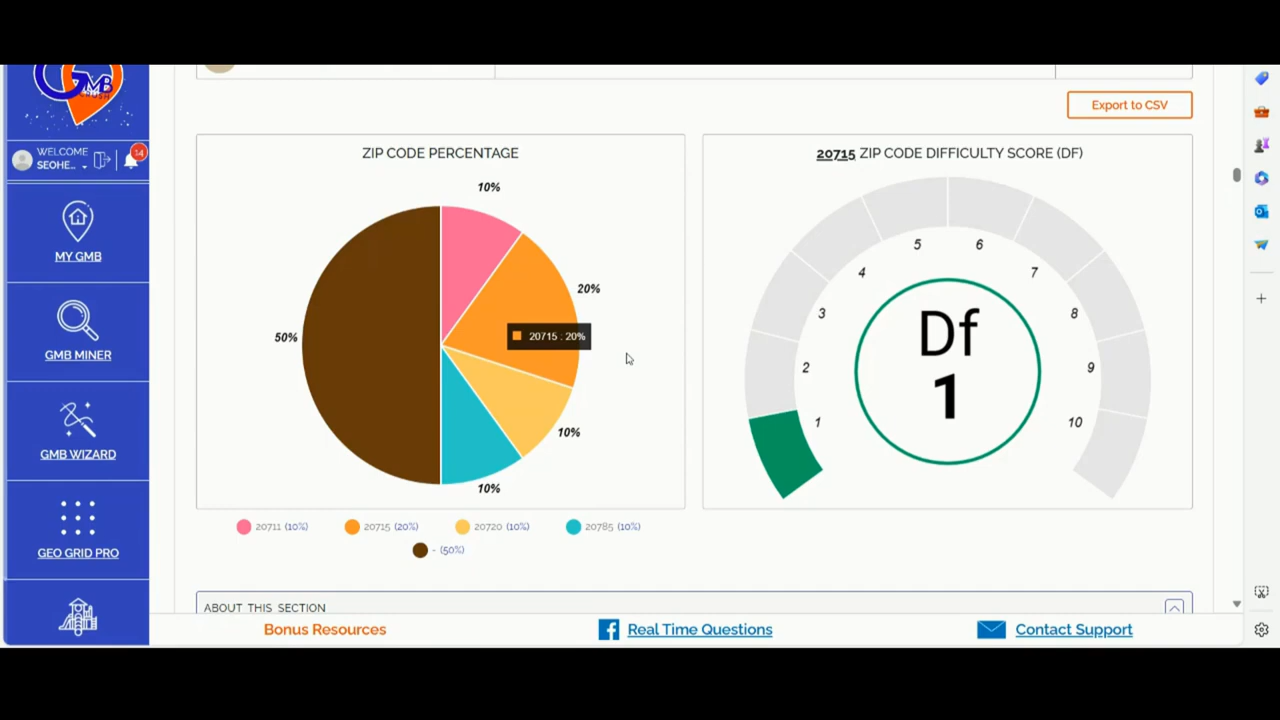 GMB
Export to CSV
WELCOME
SEOHE...
14
ZIP CODE PERCENTAGE
10%
20%
50%
20715 : 20%
10%
10%
20711 (10%)
20715 (20%)
20720 (10%)
20785 (10%)
- (50%)
20715 ZIP CODE DIFFICULTY SCORE (DF)
1
2
3
4
5
6
7
8
9
10
Df
1
MY GMB
GMB MINER
GMB WIZARD
GEO GRID PRO
ABOUT THIS SECTION
Bonus Resources
Real Time Questions
Contact Support